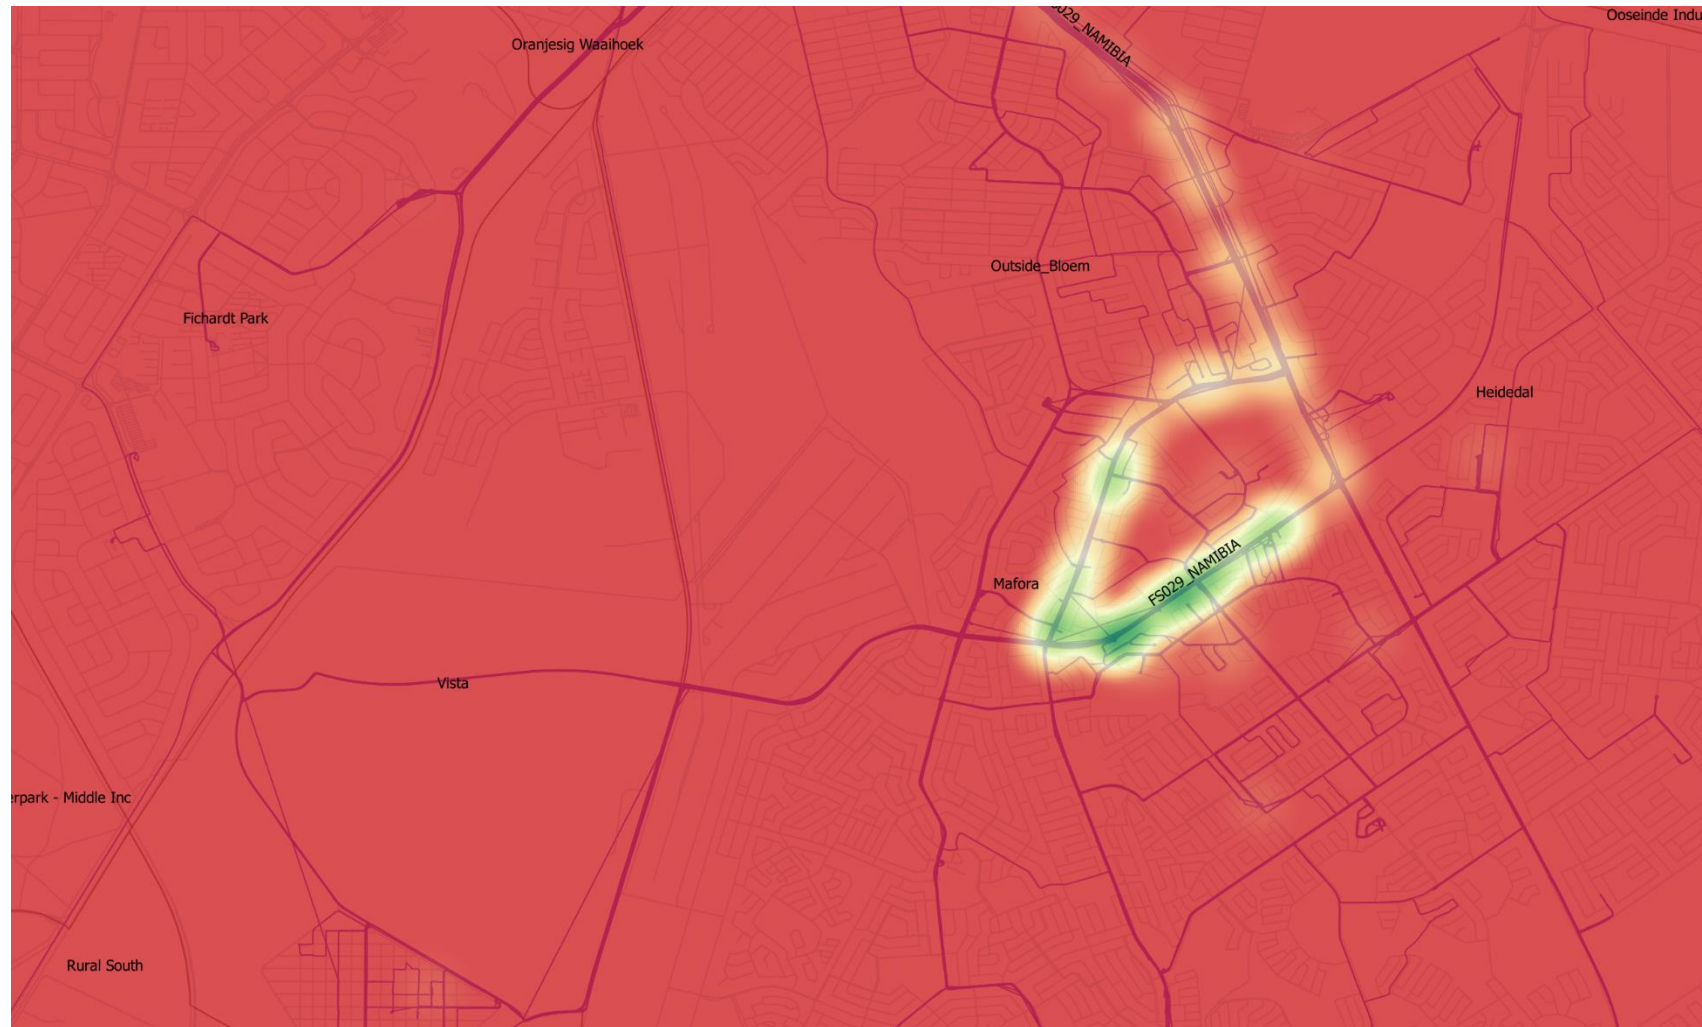 029_NAMIBIA
Ooseinde Indu
Oranjesig Waaihoek
Outside_Bloem
Fichardt Park
Heidedal
FS029_NAMIBIA
Mafora
Vista
erpark - Middle Inc
Rural South